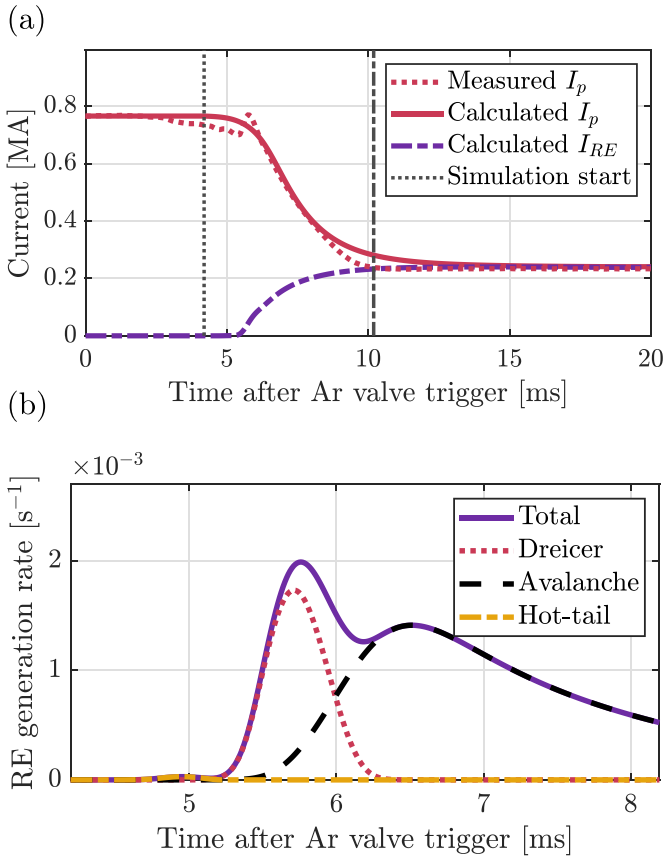 (a)
Current [MA]
0.8
0.6
0.4
0.2
0
Measured I_p
Calculated I_p
Calculated I_{RE}
Simulation start
0 5 10 15 20
Time after Ar valve trigger [ms]
(b)
×10⁻³
RE generation rate [s⁻¹]
2
1
0
Total
Dreicer
Avalanche
Hot-tail
5 6 7 8
Time after Ar valve trigger [ms]